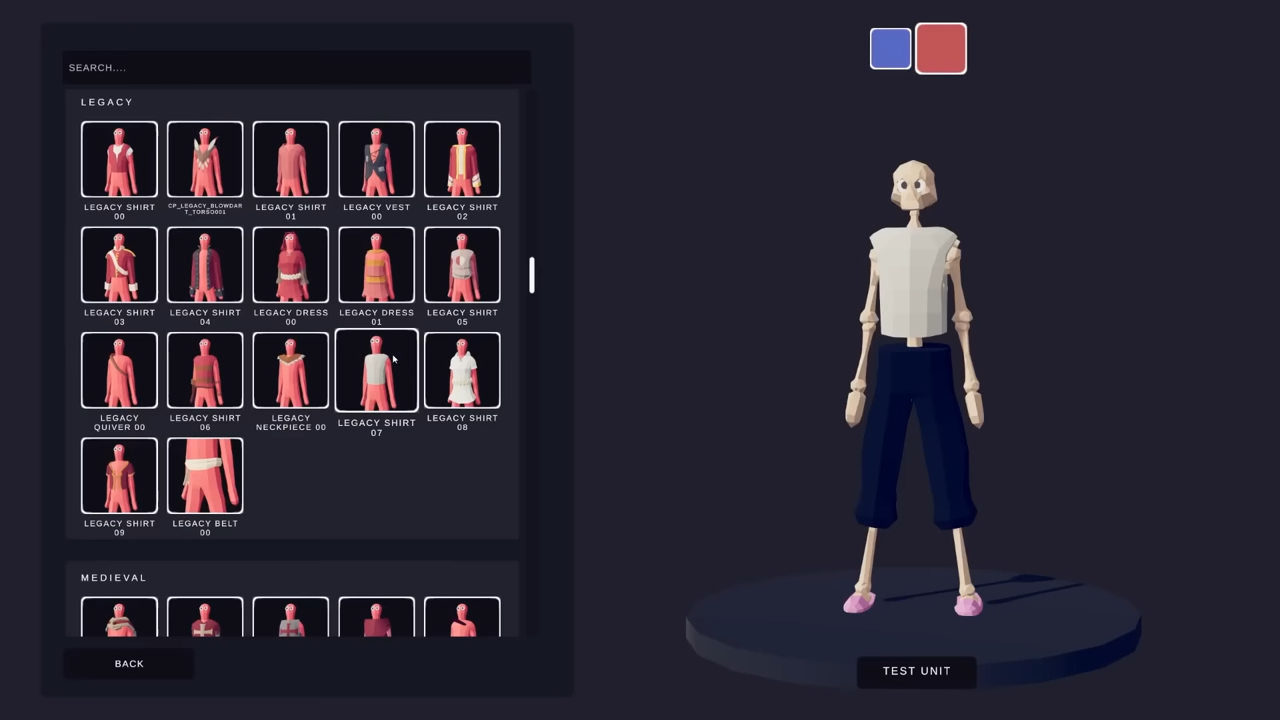 SEARCH....
LEGACY
LEGACY SHIRT
00
CP_LEGACY_BLOWDAR
T_TORSO001
LEGACY SHIRT
01
LEGACY VEST
00
LEGACY SHIRT
02
LEGACY SHIRT
03
LEGACY SHIRT
04
LEGACY DRESS
00
LEGACY DRESS
01
LEGACY SHIRT
05
LEGACY
QUIVER 00
LEGACY SHIRT
06
LEGACY
NECKPIECE 00
LEGACY SHIRT
07
LEGACY SHIRT
08
LEGACY SHIRT
09
LEGACY BELT
00
MEDIEVAL
BACK
TEST UNIT